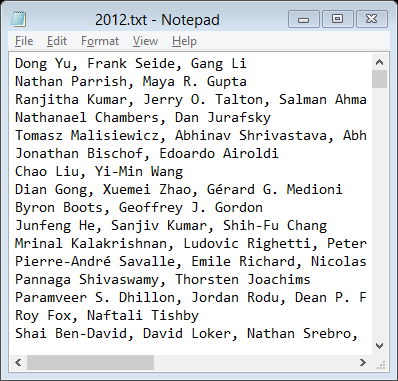 2012.txt - Notepad
File Edit Format View Help
Dong Yu, Frank Seide, Gang Li
Nathan Parrish, Maya R. Gupta
Ranjitha Kumar, Jerry O. Talton, Salman Ahma
Nathanael Chambers, Dan Jurafsky
Tomasz Malisiewicz, Abhinav Shrivastava, Abh
Jonathan Bischof, Edoardo Airoldi
Chao Liu, Yi-Min Wang
Dian Gong, Xuemei Zhao, Gérard G. Medioni
Byron Boots, Geoffrey J. Gordon
Junfeng He, Sanjiv Kumar, Shih-Fu Chang
Mrinal Kalakrishnan, Ludovic Righetti, Peter
Pierre-André Savalle, Emile Richard, Nicolas
Pannaga Shivaswamy, Thorsten Joachims
Paramveer S. Dhillon, Jordan Rodu, Dean P. F
Roy Fox, Naftali Tishby
Shai Ben-David, David Loker, Nathan Srebro,